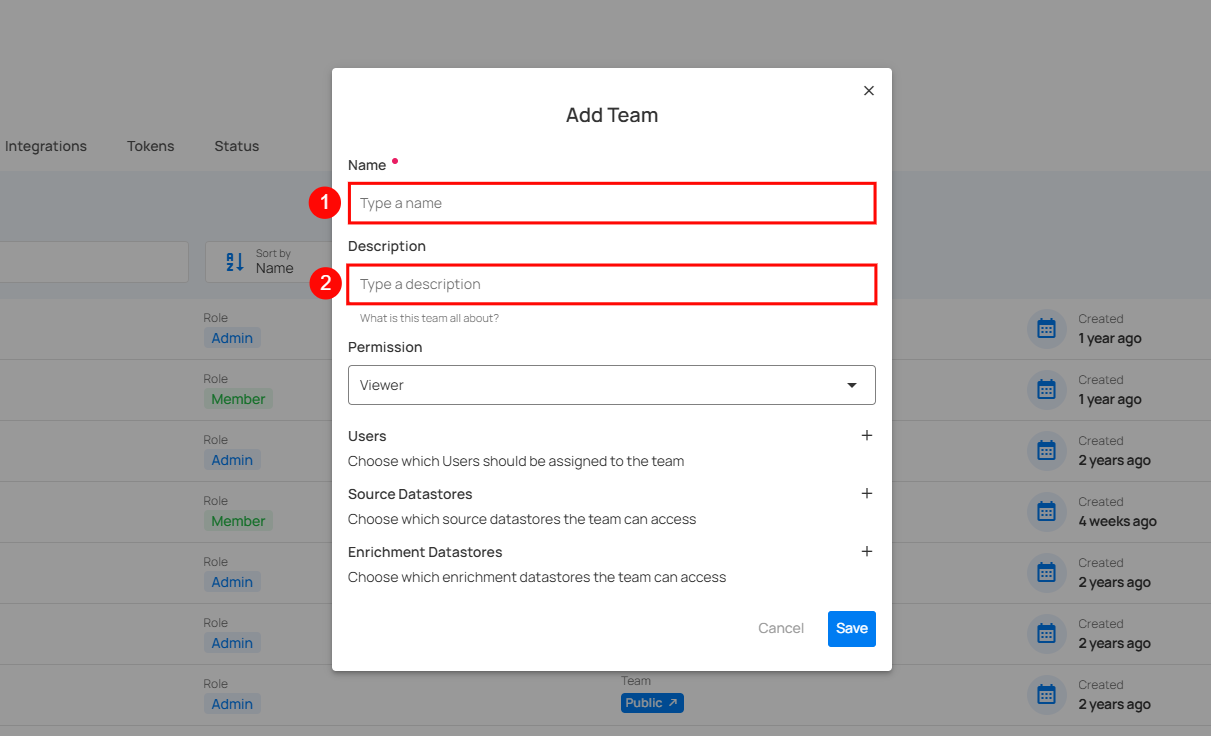 Add Team
Integrations Tokens Status
Name
1
Type a name
Description
Sort by
Name
2
Type a description
What is this team all about?
Role
Admin
Created
1 year ago
Permission
Viewer
Role
Member
Created
1 year ago
Users
Choose which Users should be assigned to the team
Role
Admin
Created
2 years ago
Source Datastores
Choose which source datastores the team can access
Role
Member
Created
4 weeks ago
Enrichment Datastores
Choose which enrichment datastores the team can access
Role
Admin
Created
2 years ago
Cancel Save
Role
Admin
Created
2 years ago
Role
Admin
Team
Public
Created
2 years ago